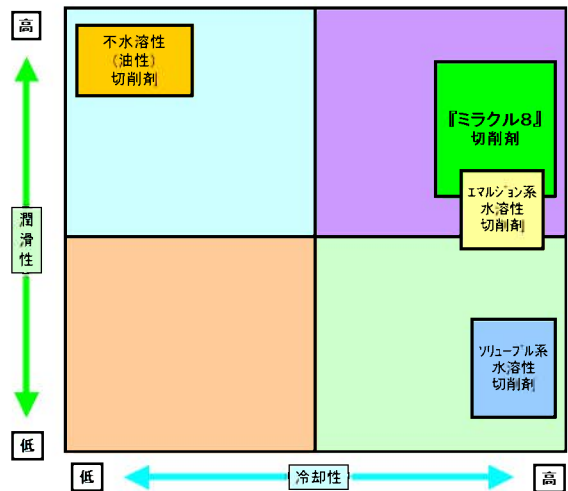 高
不水溶性
(油性)
切削剤
『ミラクル8』
切削剤
エマルション系
水溶性
切削剤
潤
滑
性
ソリューブル系
水溶性
切削剤
低
低
冷却性
高